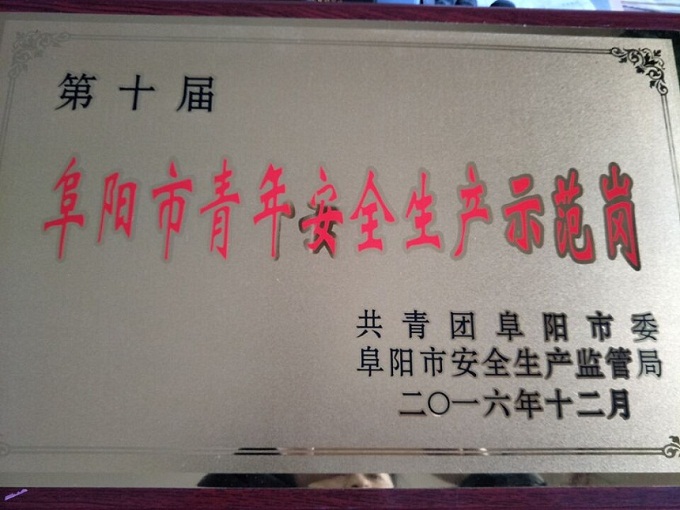 第十届
阜阳市青年安全生产示范岗
共青团阜阳市委
阜阳市安全生产监管局
二〇一六年十二月